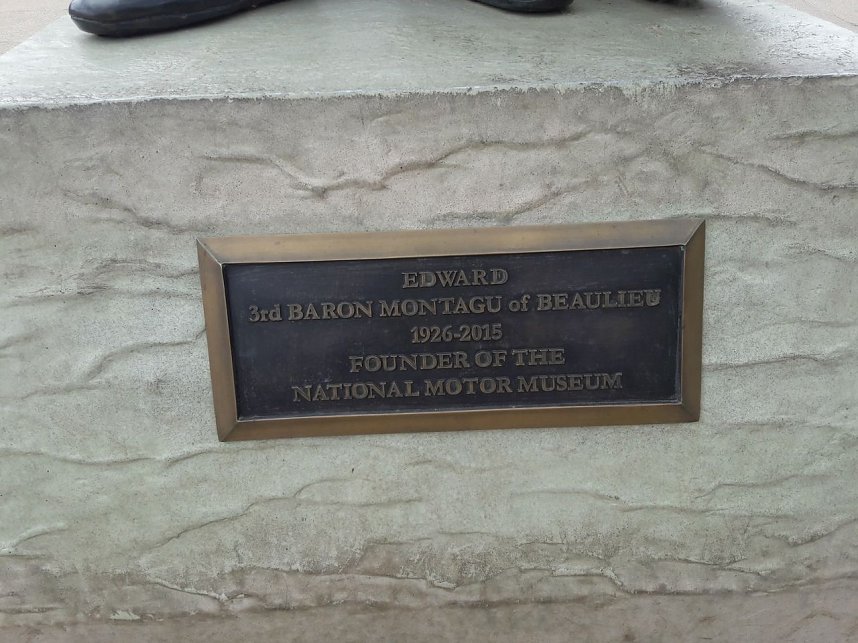 EDWARD
3rd BARON MONTAGU of BEAULIEU
1926-2015
FOUNDER OF THE
NATIONAL MOTOR MUSEUM